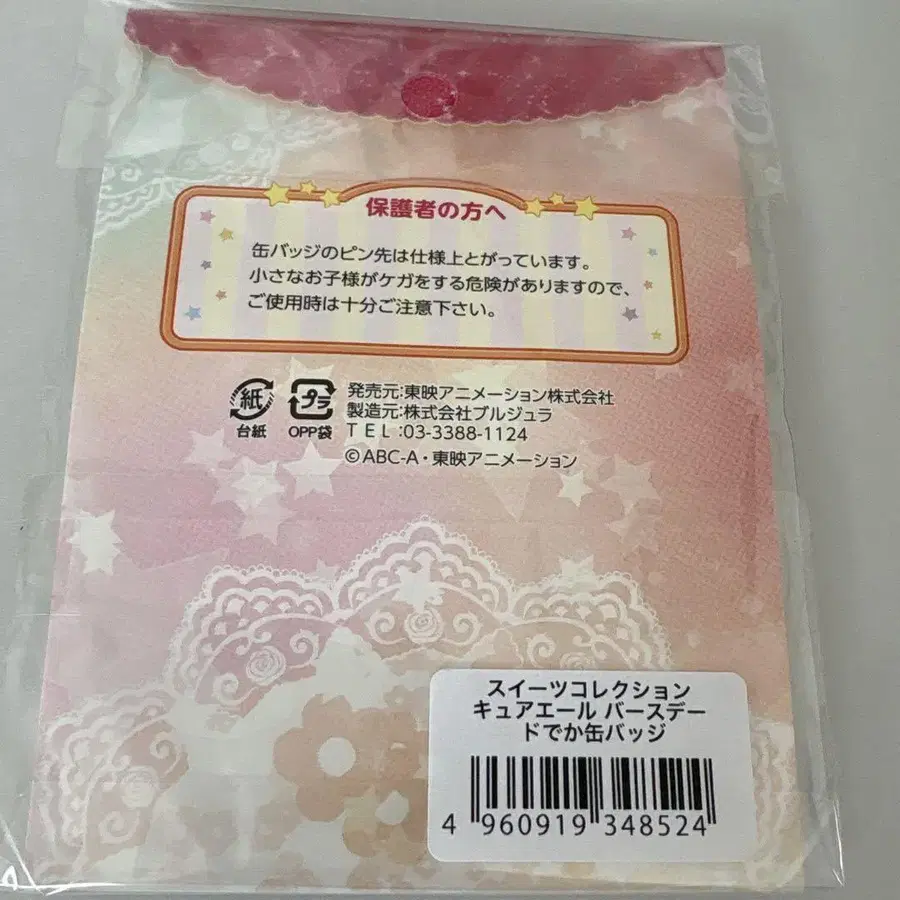 保護者の方へ
缶バッジのピン先は仕様上とがっています。
小さなお子様がケガをする危険がありますので、
ご使用時は十分ご注意下さい。
紙
台紙
プラ
OPP袋
発売元:東映アニメーション株式会社
製造元:株式会社ブルジュラ
TEL:03-3388-1124
©ABC-A・東映アニメーション
スイーツコレクション
キュアエール バースデー
ドでか缶バッジ
4 960919 348524